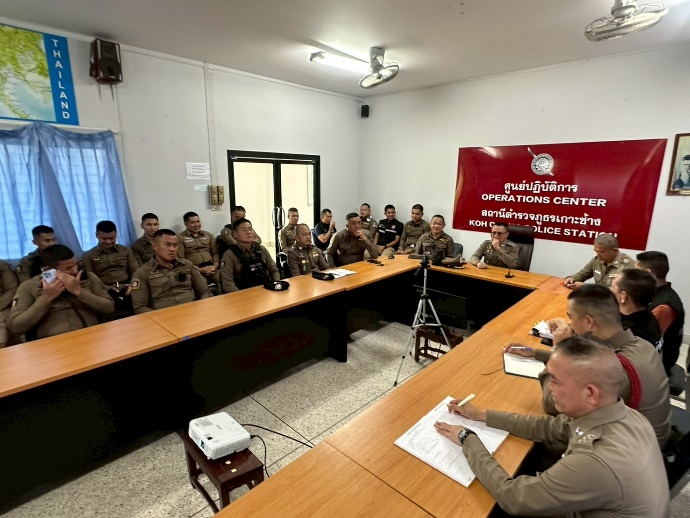 THAILAND
ศูนย์ปฏิบัติการ
OPERATIONS CENTER
สถานีตำรวจภูธรเกาะช้าง
KOH POLICE STATION